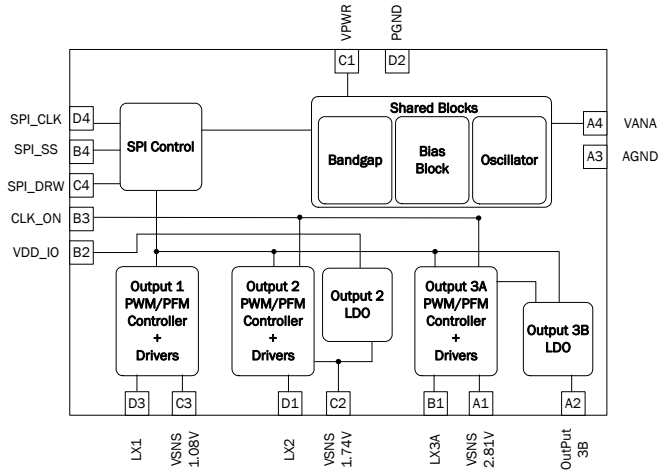 VPWR
PGND
C1
D2
SPI_CLK
D4
SPI_SS
B4
SPI_DRW
C4
CLK_ON
B3
VDD_IO
B2
SPI Control
Shared Blocks
Bandgap
Bias
Block
Oscillator
A4
VANA
A3
AGND
Output 1
PWM/PFM
Controller
+
Drivers
Output 2
PWM/PFM
Controller
+
Drivers
Output 2
LDO
Output 3A
PWM/PFM
Controller
+
Drivers
Output 3B
LDO
D3
C3
D1
C2
B1
A1
A2
LX1
VSNS
1.08V
LX2
VSNS
1.74V
LX3A
VSNS
2.81V
OutPut
3B